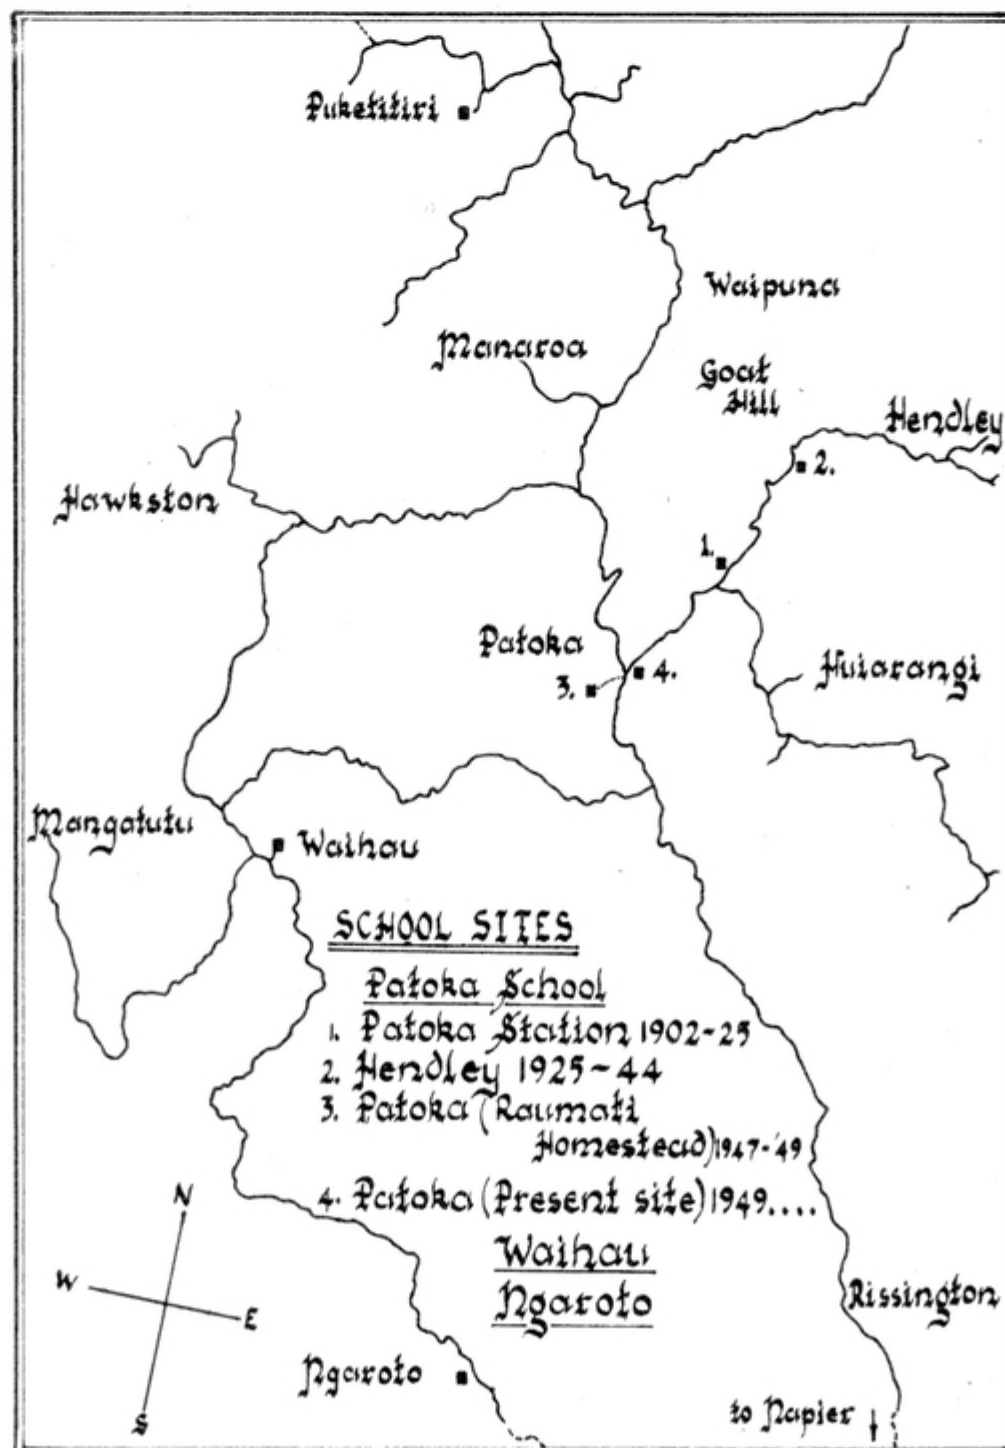 Puketitiri
Waipuna
Manaroa
Goat
Hill
Hendley
2.
Hawkston
1.
Patoka
4.
3.
Huiarangi
Mangatutu
Waihau
SCHOOL SITES
Patoka School
1. Patoka Station 1902-25
2. Hendley 1925-44
3. Patoka (Raumati
Homestead) 1947-'49
4. Patoka (Present site) 1949....
Waihau
Ngaroto
N
W
E
S
Rissington
Ngaroto
to Napier